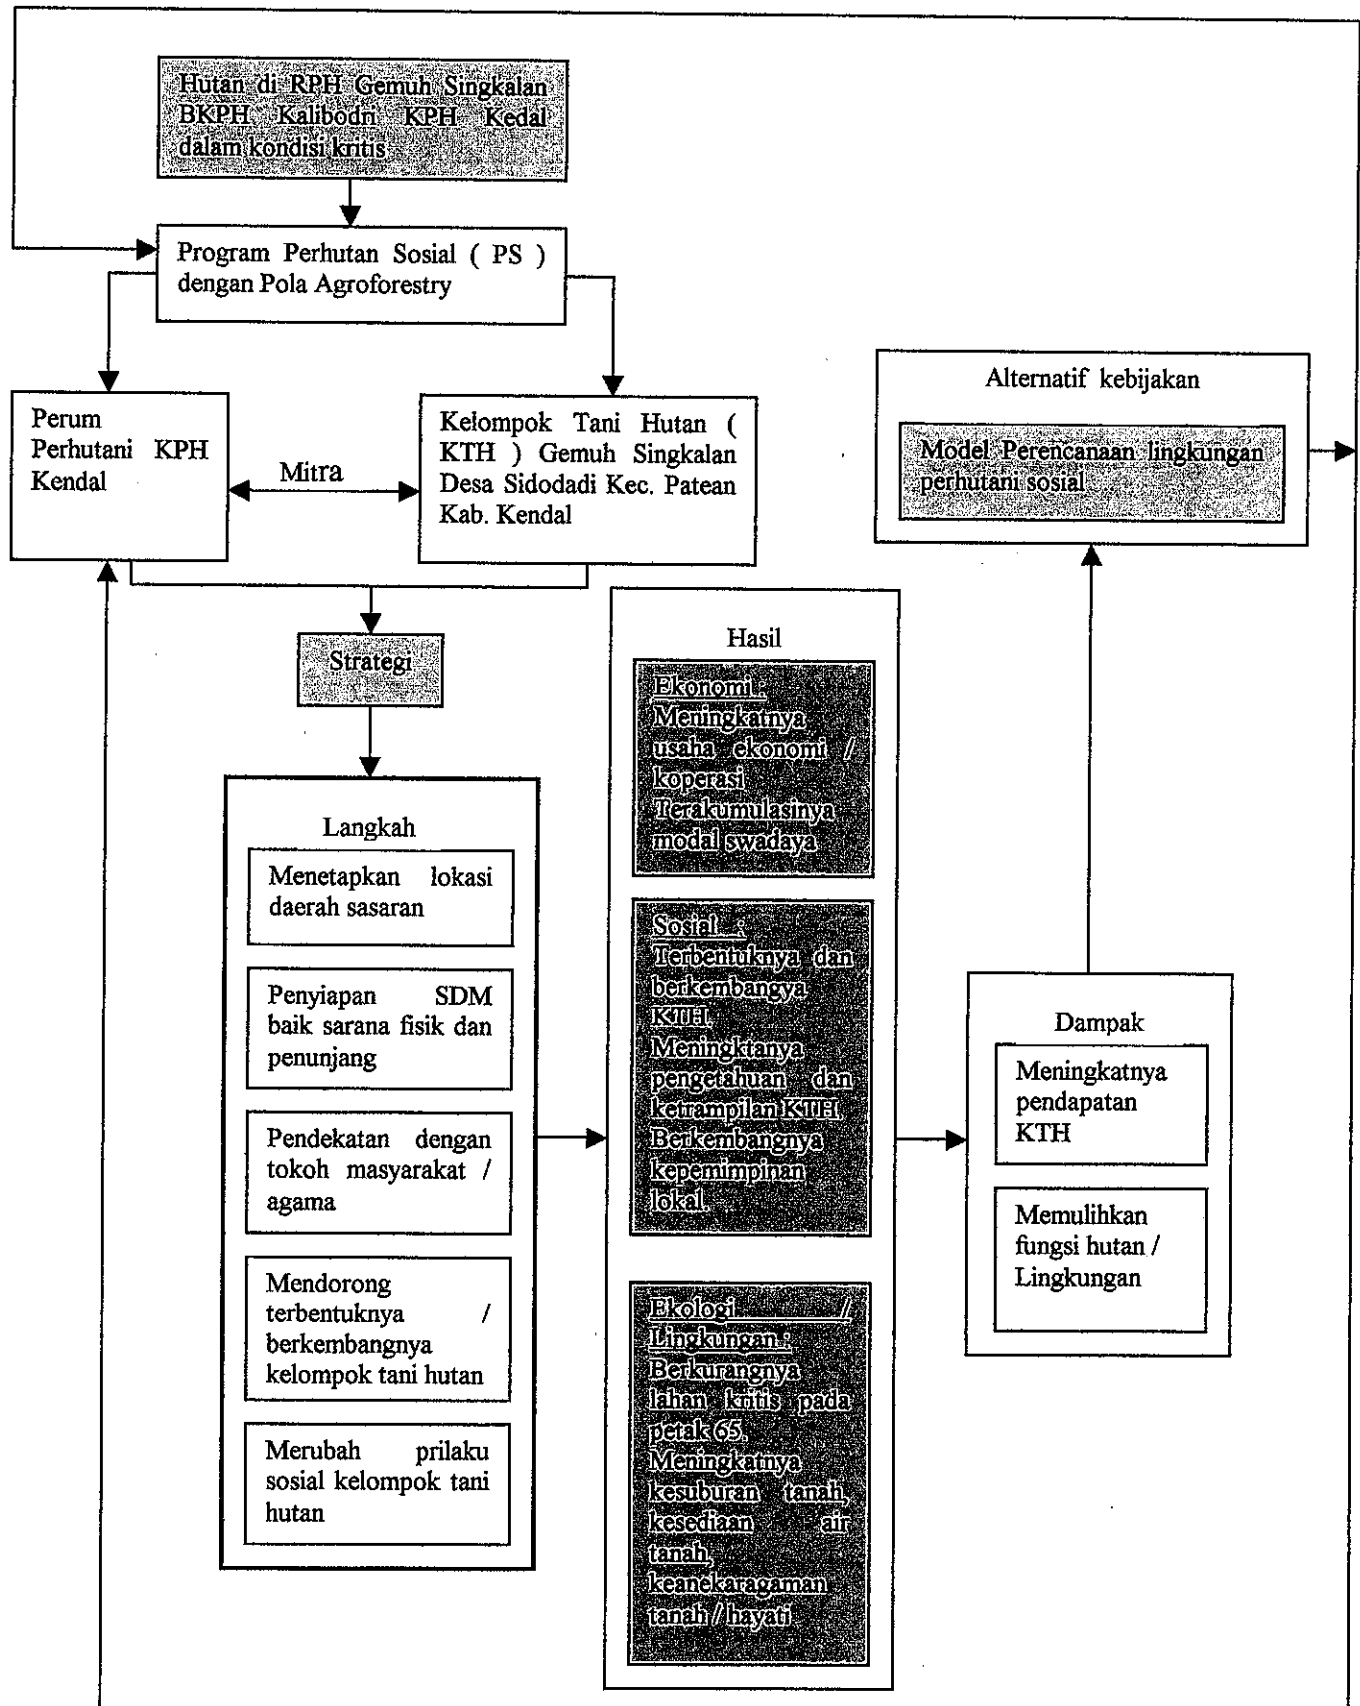 Hutan di RPH Gemuh Singkalan
BKPH Kalibodri KPH Kedal
dalam kondisi kritis
Program Perhutan Sosial ( PS )
dengan Pola Agroforestry
Perum
Perhutani KPH
Kendal
Mitra
Kelompok Tani Hutan (
KTH ) Gemuh Singkalan
Desa Sidodadi Kec. Patean
Kab. Kendal
Alternatif kebijakan
Model Perencanaan lingkungan
perhutani sosial
Strategi
Langkah
Menetapkan lokasi
daerah sasaran
Penyiapan SDM
baik sarana fisik dan
penunjang
Pendekatan dengan
tokoh masyarakat /
agama
Mendorong
terbentuknya /
berkembangnya
kelompok tani hutan
Merubah prilaku
sosial kelompok tani
hutan
Hasil
Ekonomi :
Meningkatnya
usaha ekonomi /
koperasi
Terakumulasinya
modal swadaya
Sosial :
Terbentuknya dan
berkembangya
KTH
Meningktanya
pengetahuan dan
ketrampilan KTH
Berkembangnya
kepemimpinan
lokal.
Ekologi /
Lingkungan :
Berkurangnya
lahan kritis pada
petak 65.
Meningkatnya
kesuburan tanah,
kesediaan air
tanah,
keanekaragaman
tanah / hayati
Dampak
Meningkatnya
pendapatan
KTH
Memulihkan
fungsi hutan /
Lingkungan